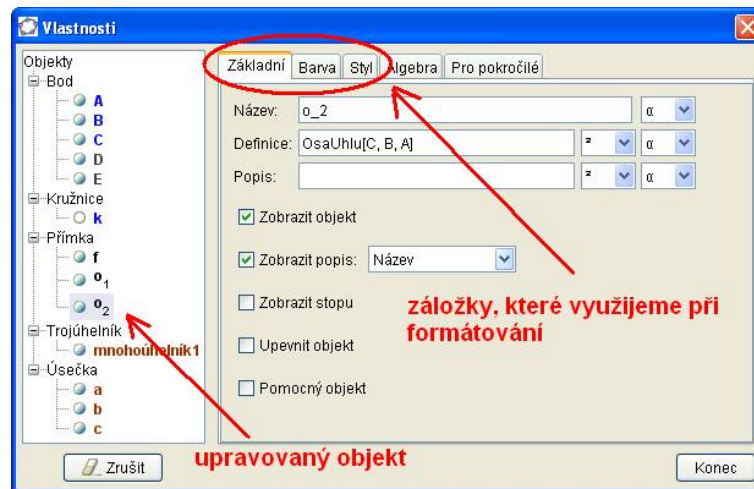 Vlastnosti
Objekty
Bod
A
B
C
D
E
Kružnice
k
Přímka
f
o1
o2
Trojúhelník
mnohoúhelník1
Úsečka
a
b
c
Základní Barva Styl Algebra Pro pokročilé
Název: o_2 α
Definice: OsaUhlu[C, B, A] ² α
Popis: ² α
Zobrazit objekt
Zobrazit popis: Název
Zobrazit stopu
Upevnit objekt
Pomocný objekt
záložky, které využijeme při
formátování
upravovaný objekt
Zrušit
Konec